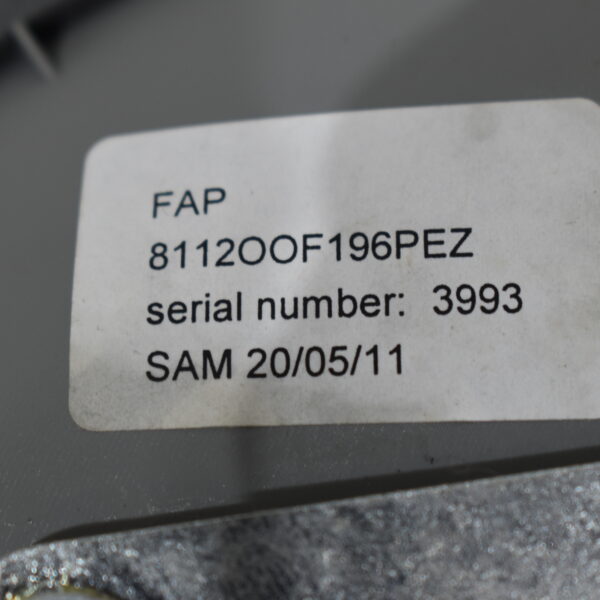 FAP
8112OOF196PEZ
serial number: 3993
SAM 20/05/11